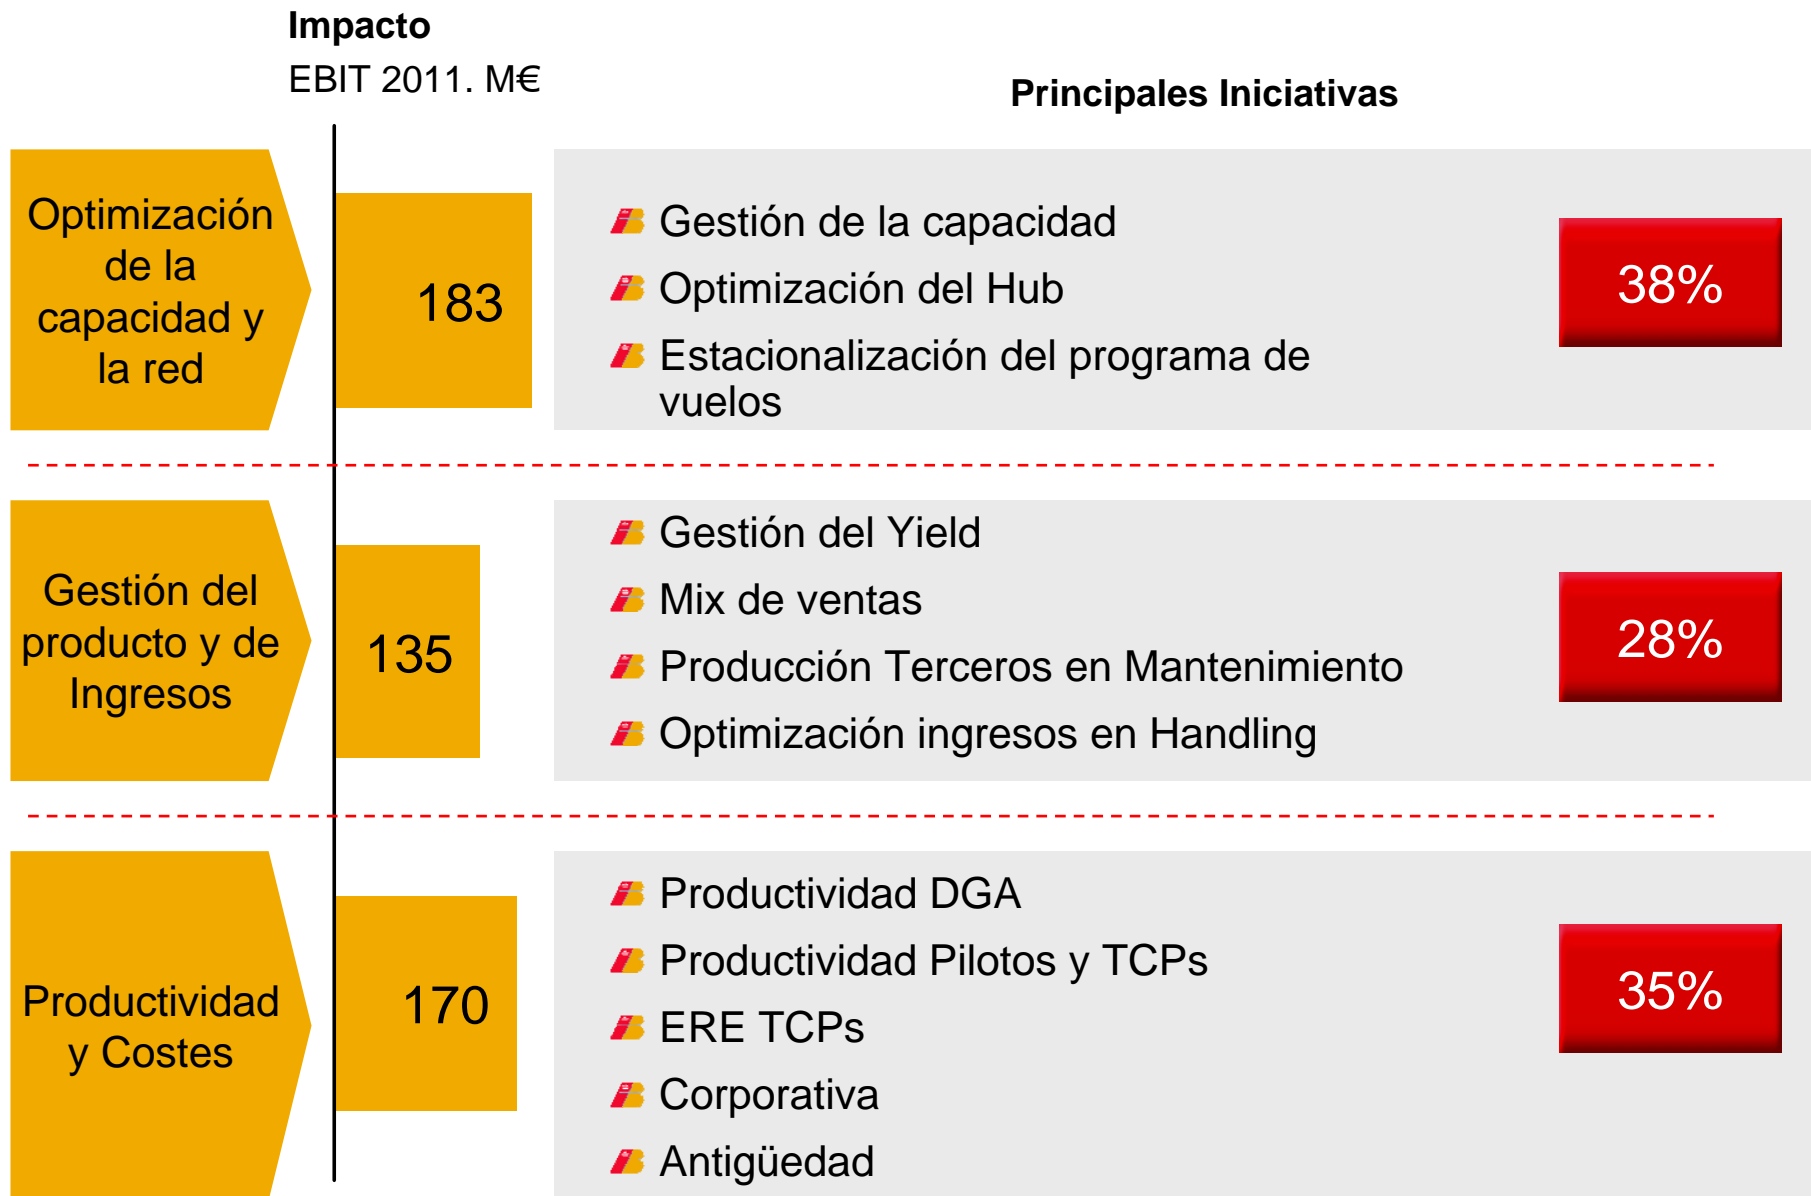 Impacto
EBIT 2011. M€
Principales Iniciativas
Optimización
de la
capacidad y
la red
183
Gestión de la capacidad
Optimización del Hub
Estacionalización del programa de
vuelos
38%
Gestión del
producto y de
Ingresos
135
Gestión del Yield
Mix de ventas
Producción Terceros en Mantenimiento
Optimización ingresos en Handling
28%
Productividad
y Costes
170
Productividad DGA
Productividad Pilotos y TCPs
ERE TCPs
Corporativa
Antigüedad
35%